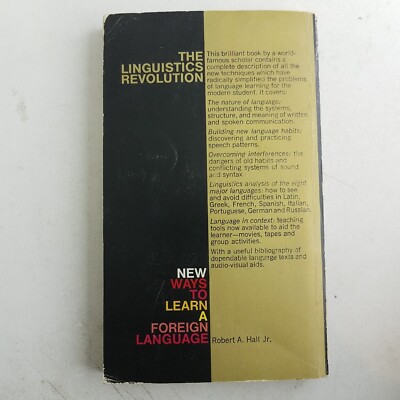 THE
LINGUISTICS
REVOLUTION
This brilliant book by a world-
famous scholar contains a
complete description of all the
new techniques which have
radically simplified the problems
of language learning for the
modern student. It covers:
The nature of language:
understanding the systems,
structure, and meaning of written
and spoken communication.
Building new language habits:
discovering and practicing
speech patterns.
Overcoming interferences: the
dangers of old habits and
conflicting systems of sound
and syntax.
Linguistics analysis of the eight
major languages: how to see
and avoid difficulties in Latin,
Greek, French, Spanish, Italian,
Portuguese, German and Russian.
Language in context: teaching
tools now available to aid the
learner—movies, tapes and
group activities.
With a useful bibliography of
dependable language texts and
audio-visual aids.
NEW
WAYS
TO
LEARN
A
FOREIGN
LANGUAGE
Robert A. Hall Jr.